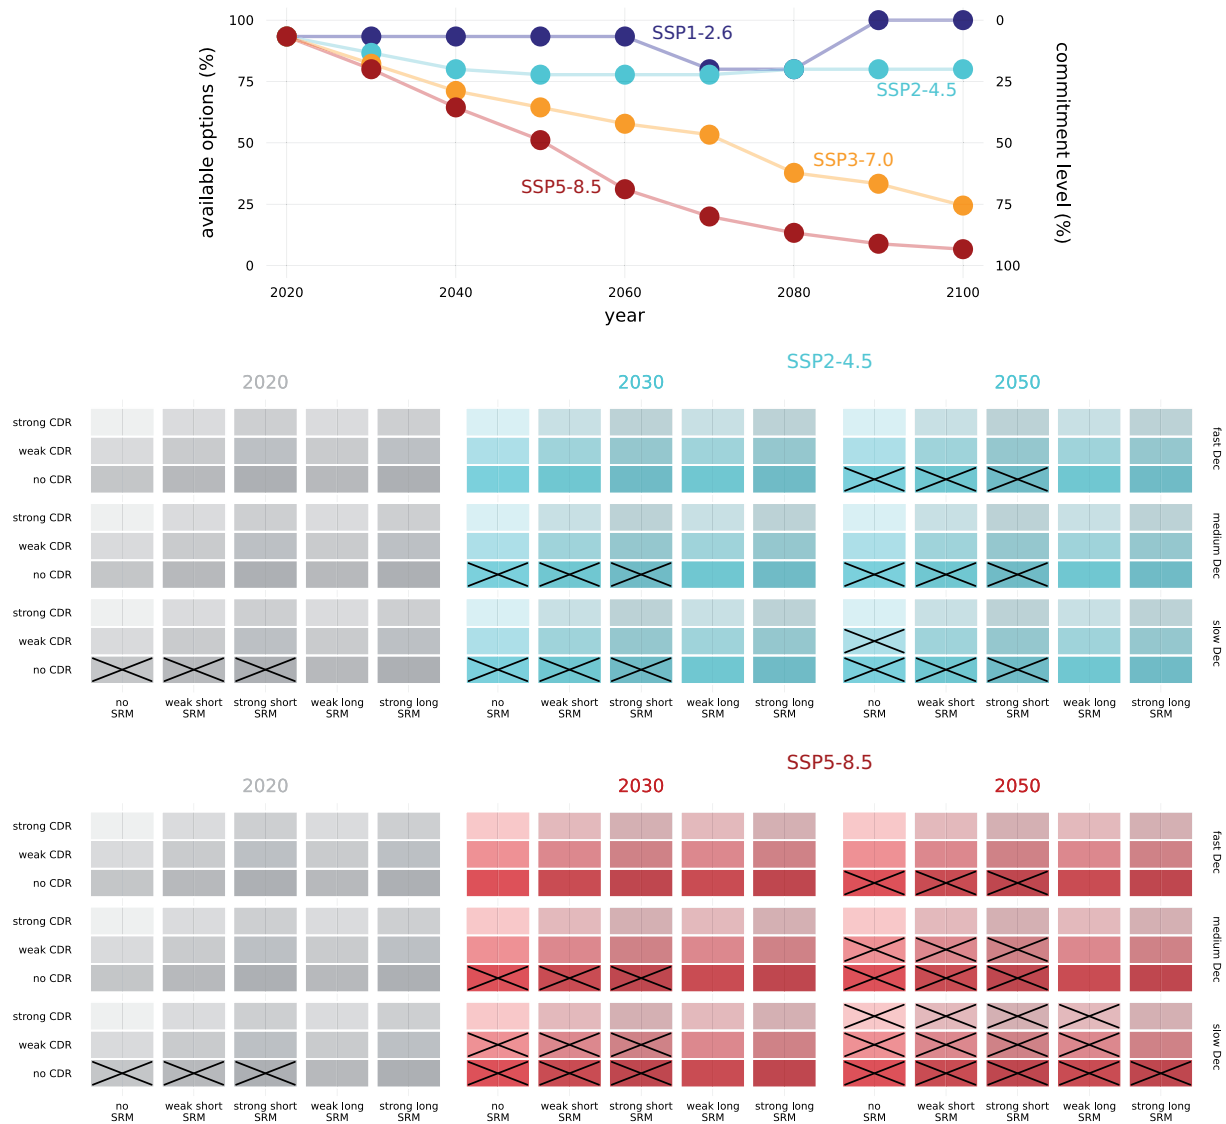 100
75
50
25
0
available options (%)
0
25
50
75
100
commitment level (%)
SSP1-2.6
SSP2-4.5
SSP3-7.0
SSP5-8.5
2020 2040 2060 2080 2100
year
SSP2-4.5
2020 2030 2050
strong CDR
weak CDR
no CDR
fast Dec
strong CDR
weak CDR
no CDR
medium Dec
strong CDR
weak CDR
no CDR
slow Dec
no weak short strong short weak long strong long no weak short strong short weak long strong long no weak short strong short weak long strong long
SRM SRM SRM SRM SRM SRM SRM SRM SRM SRM SRM SRM SRM SRM SRM
SSP5-8.5
2020 2030 2050
strong CDR
weak CDR
no CDR
fast Dec
strong CDR
weak CDR
no CDR
medium Dec
strong CDR
weak CDR
no CDR
slow Dec
no weak short strong short weak long strong long no weak short strong short weak long strong long no weak short strong short weak long strong long
SRM SRM SRM SRM SRM SRM SRM SRM SRM SRM SRM SRM SRM SRM SRM